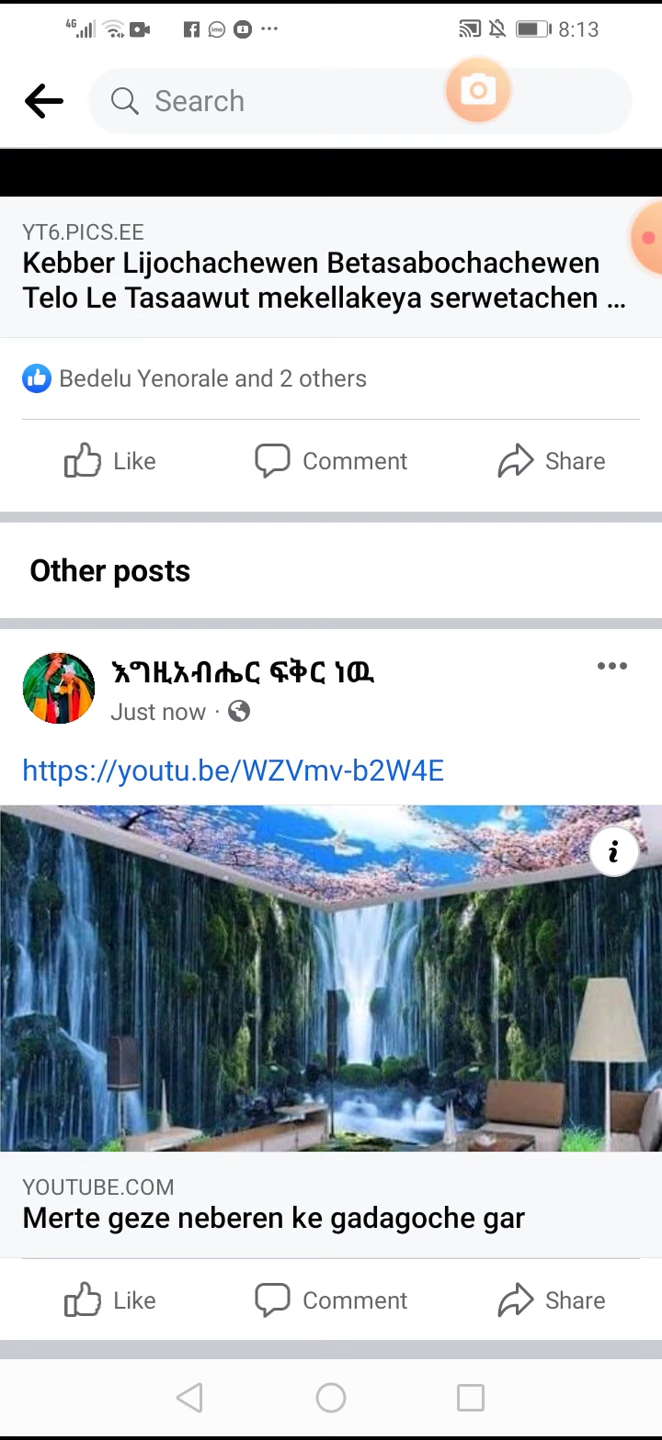 4G 8:13
Search
YT6.PICS.EE
Kebber Lijochachewen Betasabochachewen
Telo Le Tasaawut mekellakeya serwetachen ...
Bedelu Yenorale and 2 others
Like Comment Share
Other posts
እግዚአብሔር ፍቅር ነዉ
Just now ·
https://youtu.be/WZVmv-b2W4E
i
YOUTUBE.COM
Merte geze neberen ke gadagoche gar
Like Comment Share